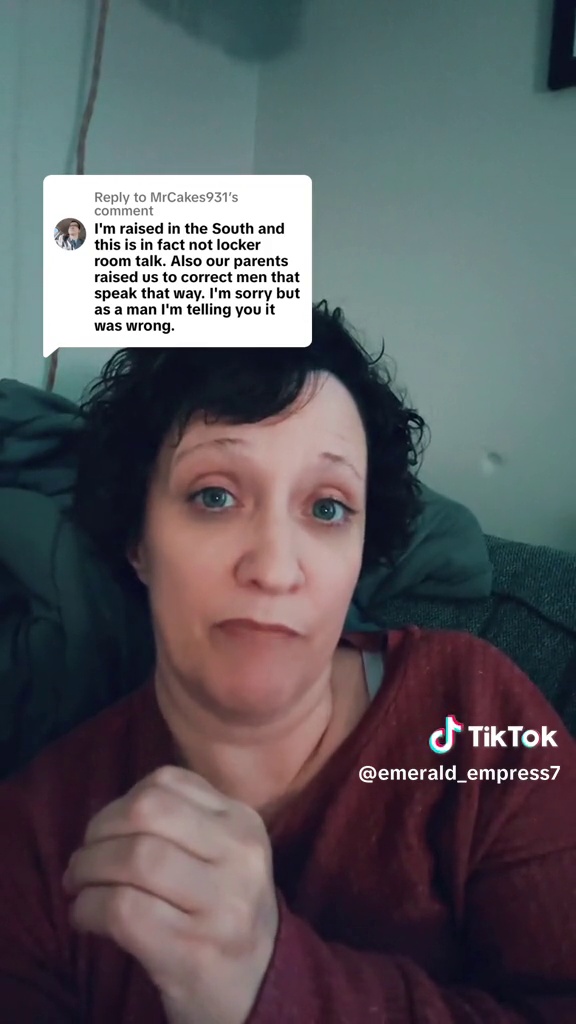 Reply to MrCakes931's
comment
I'm raised in the South and
this is in fact not locker
room talk. Also our parents
raised us to correct men that
speak that way. I'm sorry but
as a man I'm telling you it
was wrong.
TikTok
@emerald_empress7